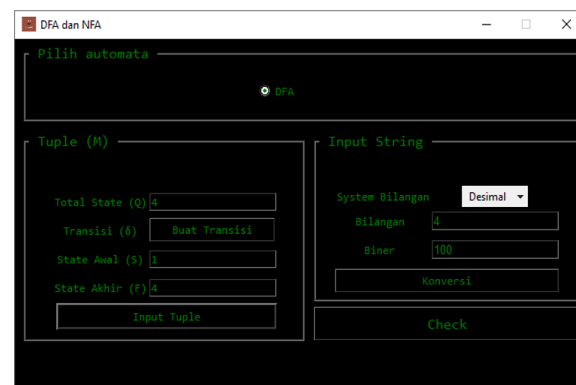 DFA dan NFA
Pilih automata
DFA
Tuple (M)
Total State (Q) 4
Transisi (δ) Buat Transisi
State Awal (S) 1
State Akhir (F) 4
Input Tuple
Input String
System Bilangan Desimal
Bilangan 4
Biner 100
Konversi
Check